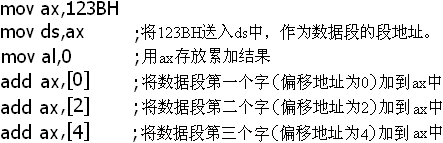 mov ax,123BH
mov ds,ax ;将123BH送入ds中，作为数据段的段地址。
mov al,0 ;用ax存放累加结果
add ax,[0] ;将数据段第一个字(偏移地址为0)加到ax中
add ax,[2] ;将数据段第二个字(偏移地址为2)加到ax中
add ax,[4] ;将数据段第三个字(偏移地址为4)加到ax中